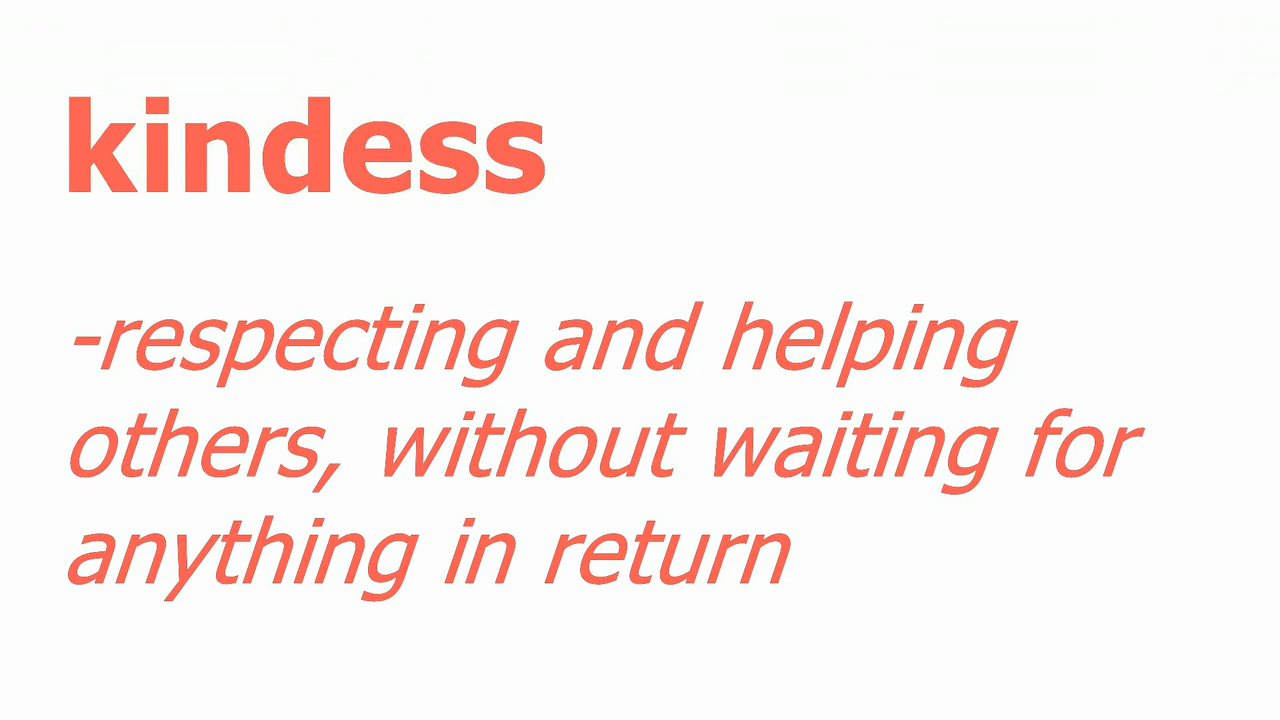 kindess
-respecting and helping
others, without waiting for
anything in return